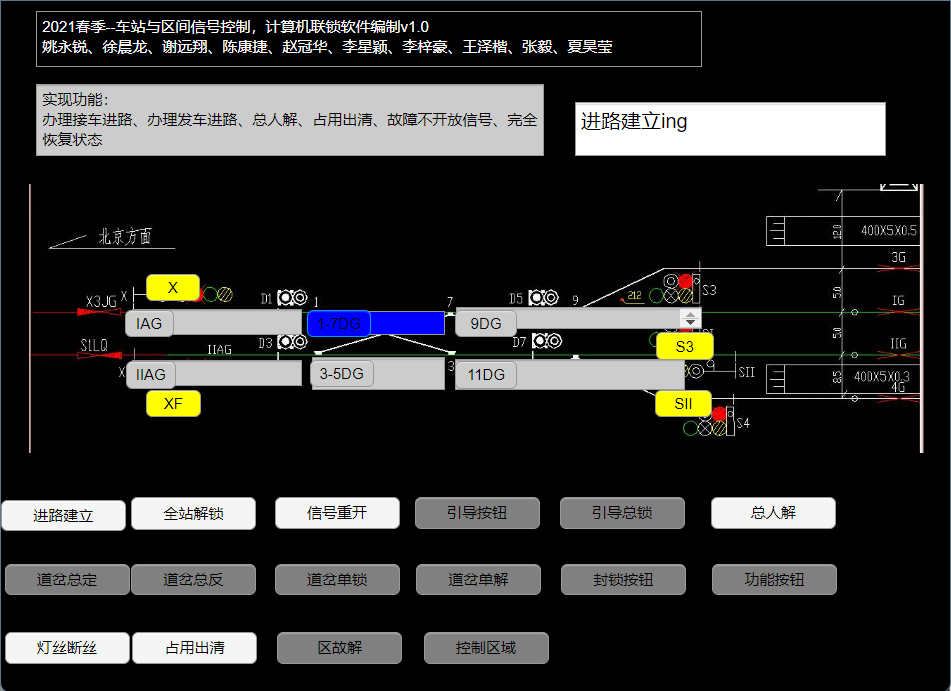 2021春季--车站与区间信号控制，计算机联锁软件编制v1.0
姚永锐、徐晨龙、谢远翔、陈康捷、赵冠华、李星颖、李梓豪、王泽楷、张毅、夏昊莹
实现功能：
办理接车进路、办理发车进路、总人解、占用出清、故障不开放信号、完全
恢复状态
进路建立ing
北京方面
12.0
400X5X0.5
3G
X
X
D1
1
7
D5
9
212
S3
5.0
X3JG
IG
IAG
1-7DG
9DG
S1LQ
IIAG
D3
D7
S3
5.0
IIG
X
IIAG
3-5DG
3
11DG
SII
8.5
400X5X0.3
4G
XF
SII
S4
进路建立
全站解锁
信号重开
引导按钮
引导总锁
总人解
道岔总定
道岔总反
道岔单锁
道岔单解
封锁按钮
功能按钮
灯丝断丝
占用出清
区故解
控制区域